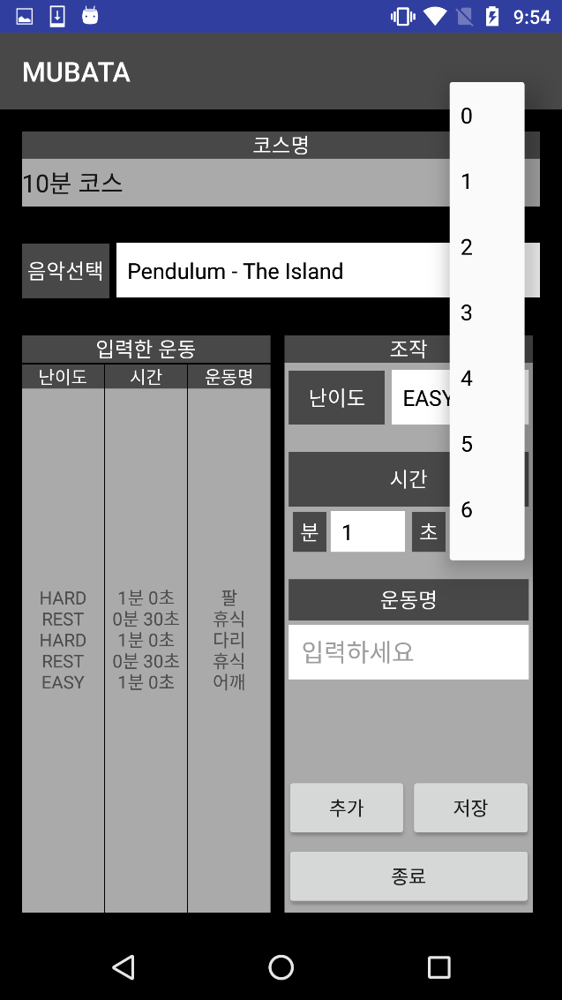 9:54
MUBATA
코스명
10분 코스
음악선택 Pendulum - The Island
입력한 운동
난이도 시간 운동명
HARD 1분 0초 팔
REST 0분 30초 휴식
HARD 1분 0초 다리
REST 0분 30초 휴식
EASY 1분 0초 어깨
조작
난이도 EASY
시간
분 1 초
0
1
2
3
4
5
6
운동명
입력하세요
추가 저장
종료